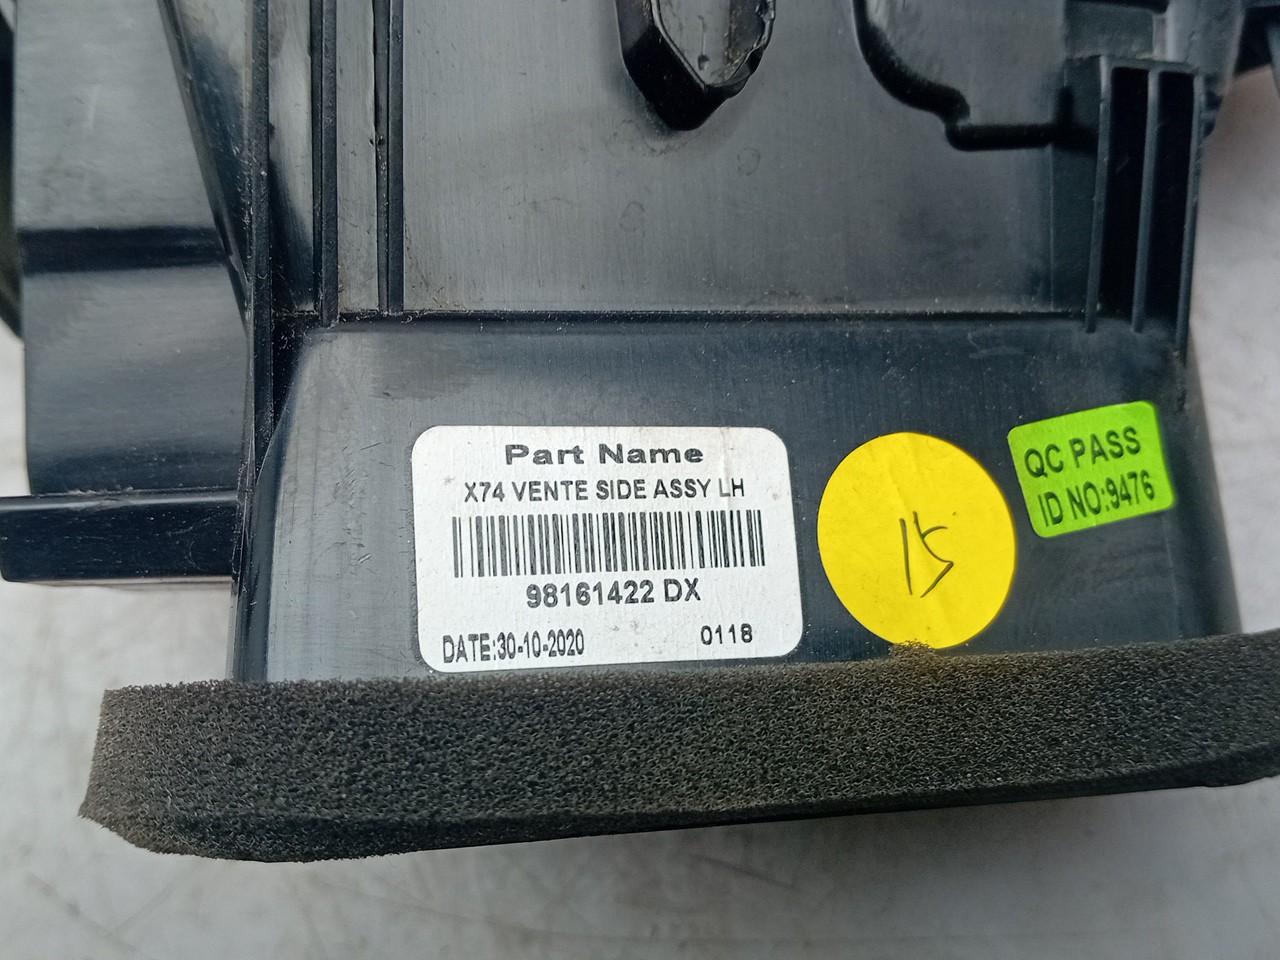 Part Name
X74 VENTE SIDE ASSY LH
98161422 DX
DATE:30-10-2020 0118
15
QC PASS
ID NO:9476